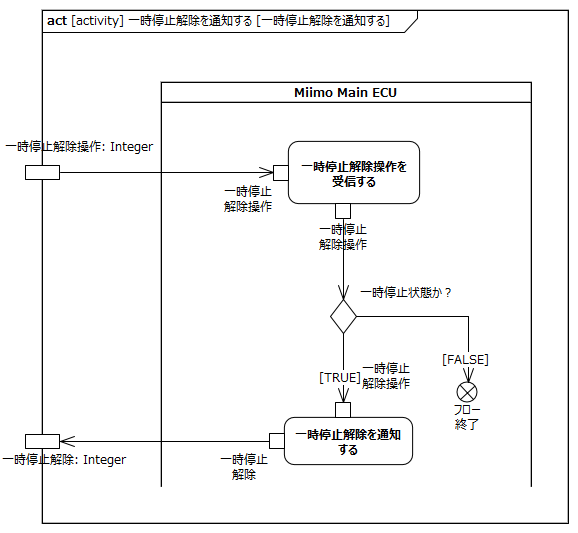 act [activity] 一時停止解除を通知する [一時停止解除を通知する]
Miimo Main ECU
一時停止解除操作: Integer
一時停止解除操作を
受信する
一時停止
解除操作
一時停止
解除操作
一時停止状態か？
[FALSE]
[TRUE]
一時停止
解除操作
フロー
終了
一時停止解除を通知
する
一時停止解除: Integer
一時停止
解除